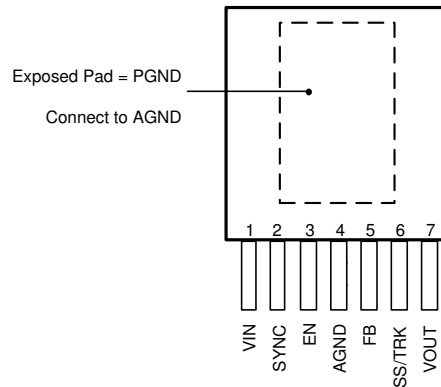 Exposed Pad = PGND
Connect to AGND
1 2 3 4 5 6 7
VIN
SYNC
EN
AGND
FB
SS/TRK
VOUT